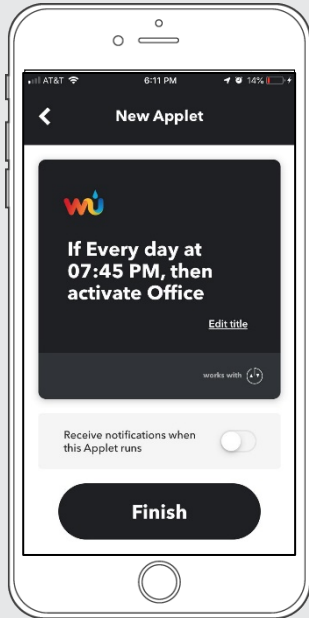 AT&T 6:11 PM 14%
New Applet
wu
If Every day at
07:45 PM, then
activate Office
Edit title
works with
Receive notifications when
this Applet runs
Finish